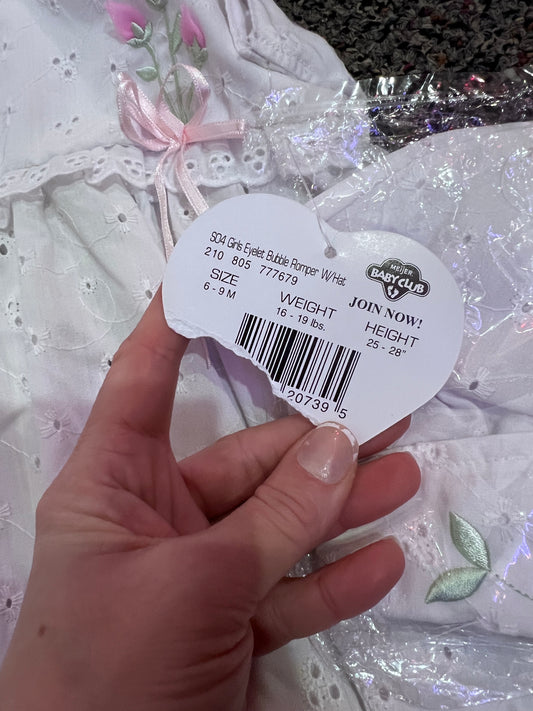 S04 Girls Eyelet Bubble Romper W/Hat
210 805 777679
SIZE
6 - 9 M
WEIGHT
16 - 19 lbs.
MEIJER
BABY CLUB
JOIN NOW!
HEIGHT
25 - 28"
20739 5